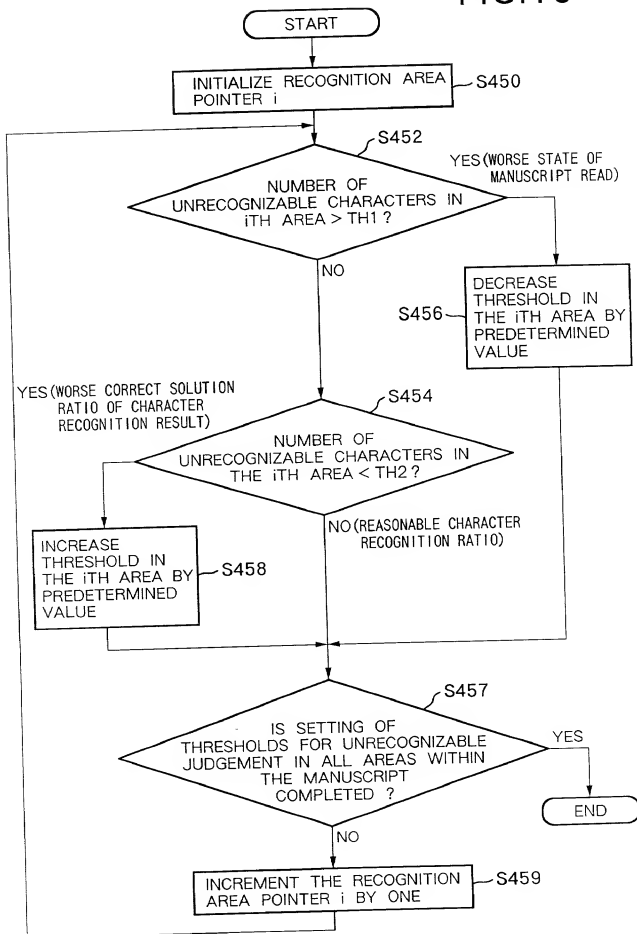 START
INITIALIZE RECOGNITION AREA
POINTER i
S450
S452
NUMBER OF
UNRECOGNIZABLE CHARACTERS IN
iTH AREA > TH1 ?
YES (WORSE STATE OF
MANUSCRIPT READ)
NO
S456
DECREASE
THRESHOLD IN
THE iTH AREA BY
PREDETERMINED
VALUE
YES (WORSE CORRECT SOLUTION
RATIO OF CHARACTER
RECOGNITION RESULT)
S454
NUMBER OF
UNRECOGNIZABLE CHARACTERS IN
THE iTH AREA < TH2 ?
NO (REASONABLE CHARACTER
RECOGNITION RATIO)
INCREASE
THRESHOLD IN
THE iTH AREA BY
PREDETERMINED
VALUE
S458
S457
IS SETTING OF
THRESHOLDS FOR UNRECOGNIZABLE
JUDGEMENT IN ALL AREAS WITHIN
THE MANUSCRIPT
COMPLETED ?
YES
END
NO
INCREMENT THE RECOGNITION
AREA POINTER i BY ONE
S459